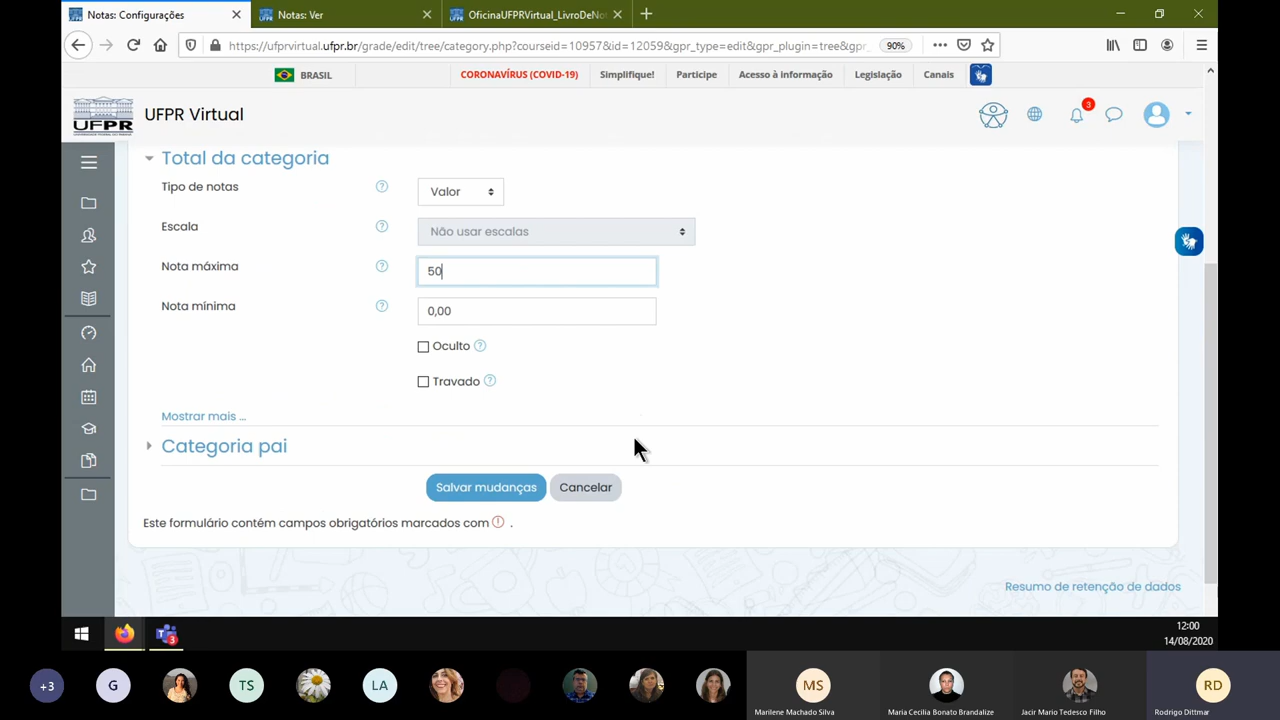 Notas: Configurações
Notas: Ver
OficinaUFPRVirtual_LivroDeNot
https://ufprvirtual.ufpr.br/grade/edit/tree/category.php?courseid=10957&id=12059&gpr_type=edit&gpr_plugin=tree&gpr_
90%
BRASIL
CORONAVÍRUS (COVID-19)
Simplifique!
Participe
Acesso à informação
Legislação
Canais
UFPR
UFPR Virtual
3
Total da categoria
Tipo de notas
Valor
Escala
Não usar escalas
Nota máxima
50
Nota mínima
0,00
Oculto
Travado
Mostrar mais ...
Categoria pai
Salvar mudanças
Cancelar
Este formulário contém campos obrigatórios marcados com .
Resumo de retenção de dados
3
12:00
14/08/2020
+3
G
TS
LA
MS
Marilene Machado Silva
Maria Cecilia Bonato Brandalize
Jacir Mario Tedesco Filho
RD
Rodrigo Dittmar